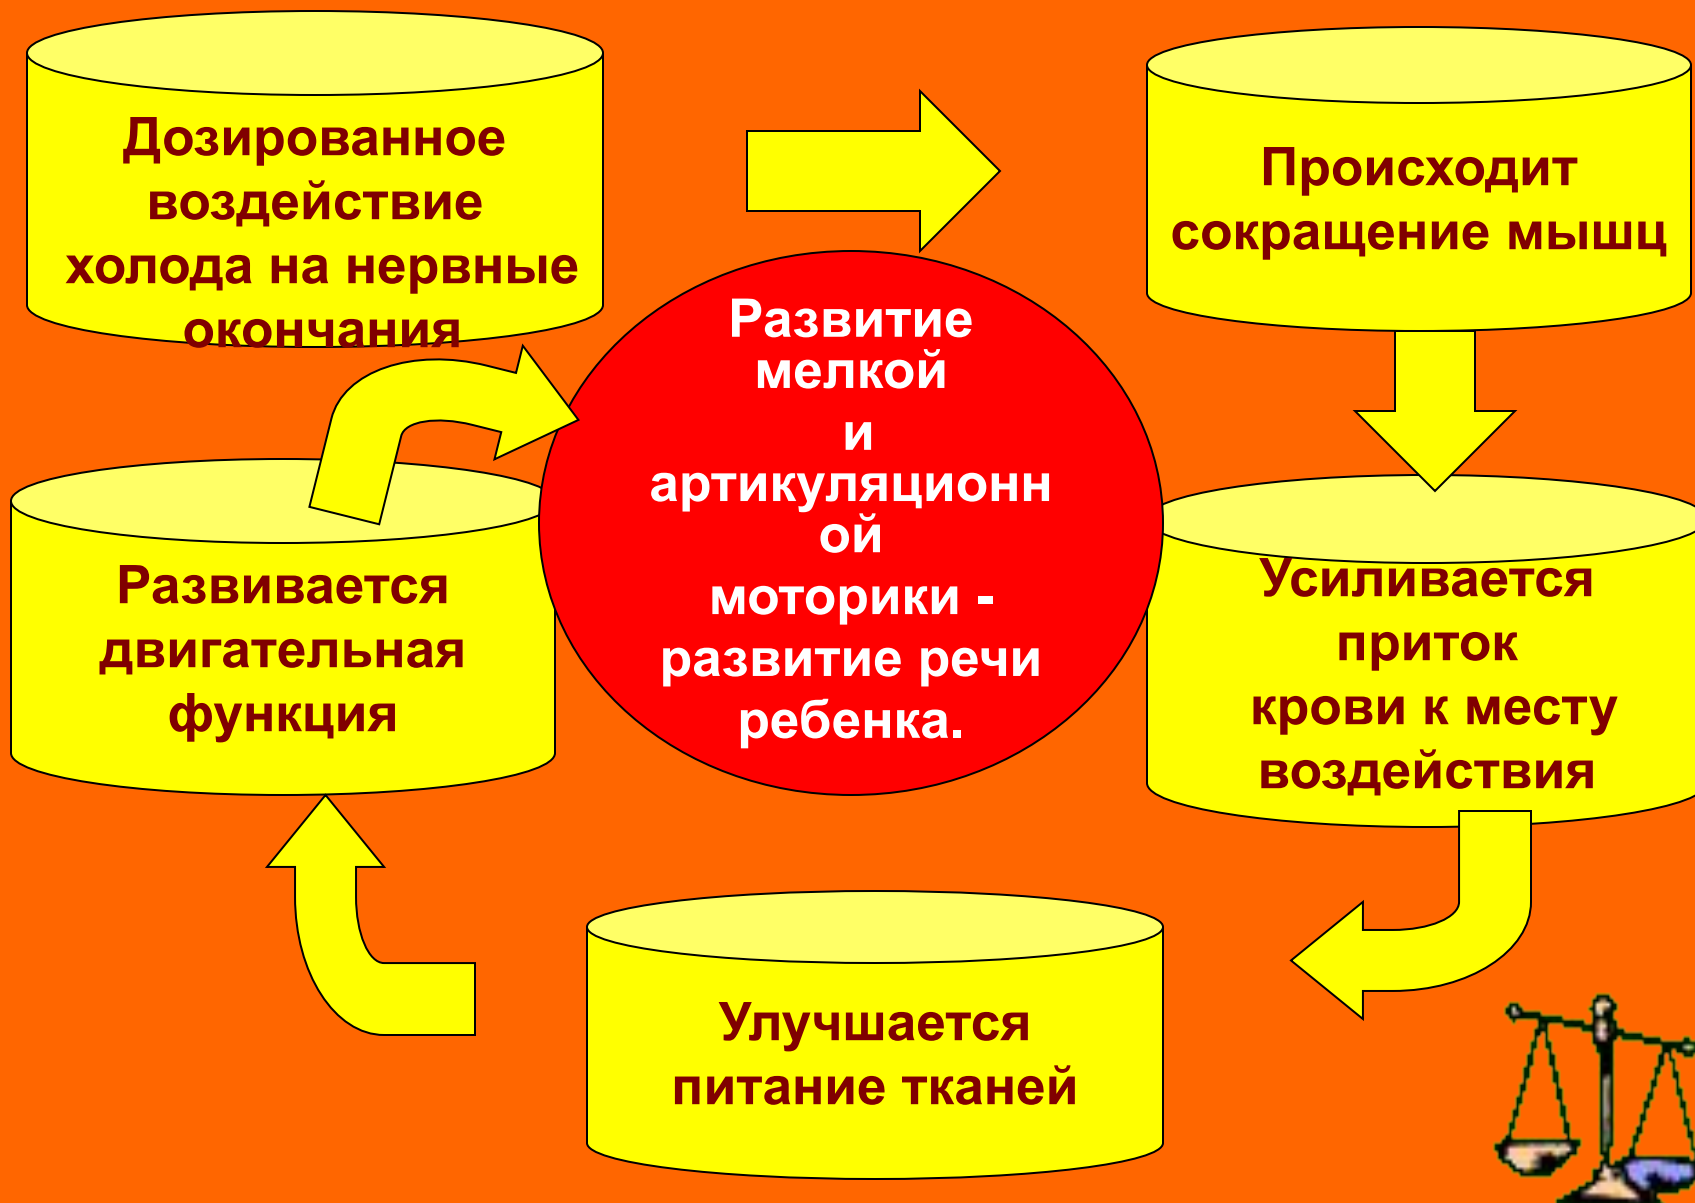 Дозированное
воздействие
холода на нервные
окончания
Происходит
сокращение мышц
Развитие
мелкой
и
артикуляционн
ой
моторики -
развитие речи
ребенка.
Усиливается
приток
крови к месту
воздействия
Развивается
двигательная
функция
Улучшается
питание тканей